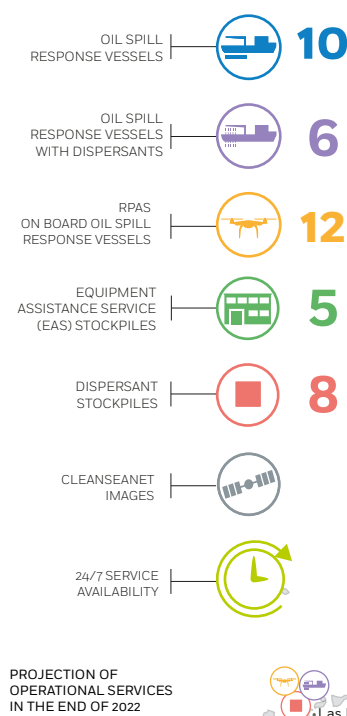 OIL SPILL
RESPONSE VESSELS
10
OIL SPILL
RESPONSE VESSELS
WITH DISPERSANTS
6
RPAS
ON BOARD OIL SPILL
RESPONSE VESSELS
12
EQUIPMENT
ASSISTANCE SERVICE
(EAS) STOCKPILES
5
DISPERSANT
STOCKPILES
8
CLEANSEANET
IMAGES
24/7 SERVICE
AVAILABILITY
PROJECTION OF
OPERATIONAL SERVICES
IN THE END OF 2022
Las